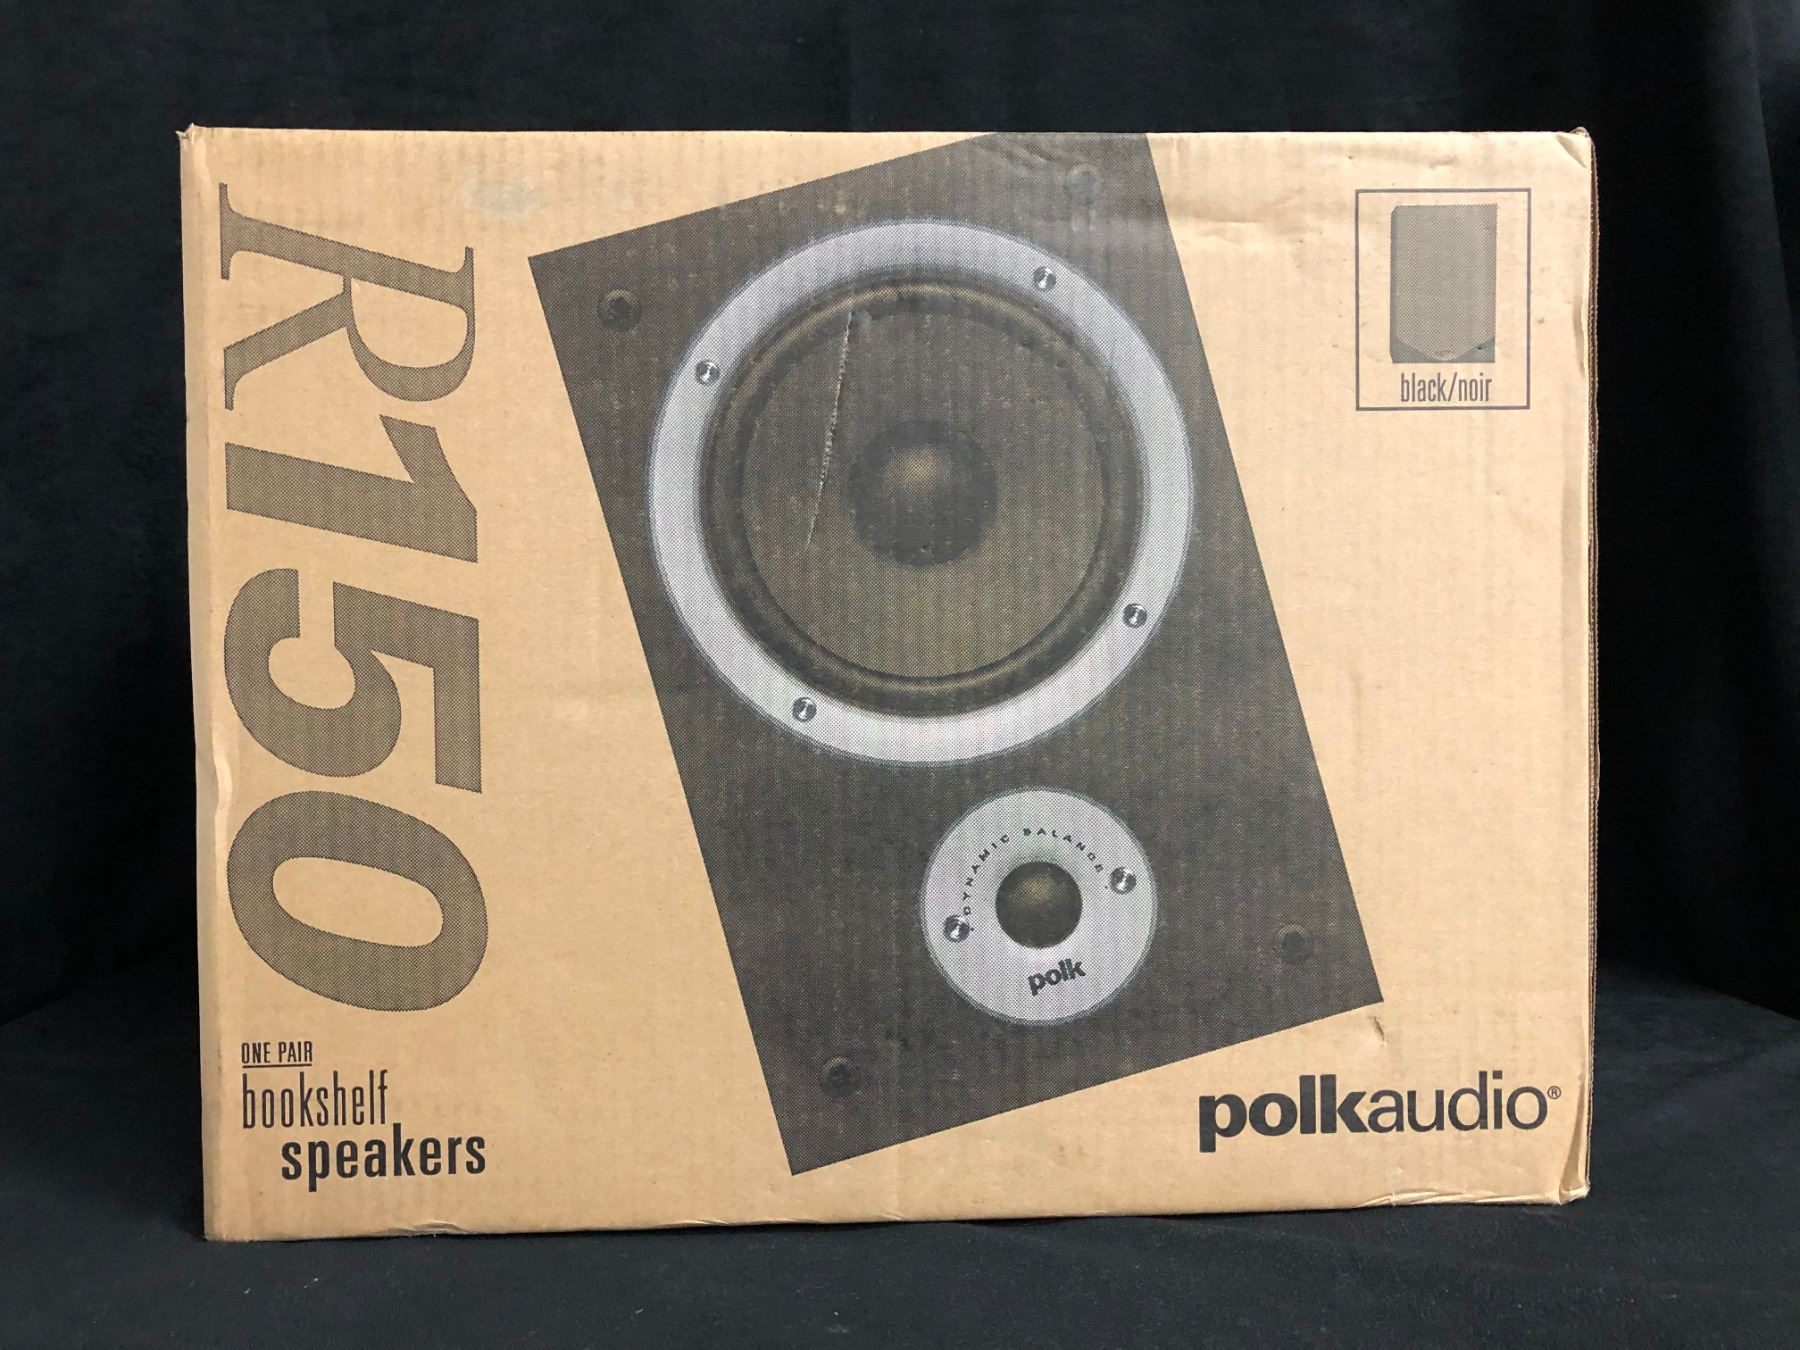 R150
ONE PAIR
bookshelf
speakers
DYNAMIC BALANCE
polk
black/noir
polkaudio®